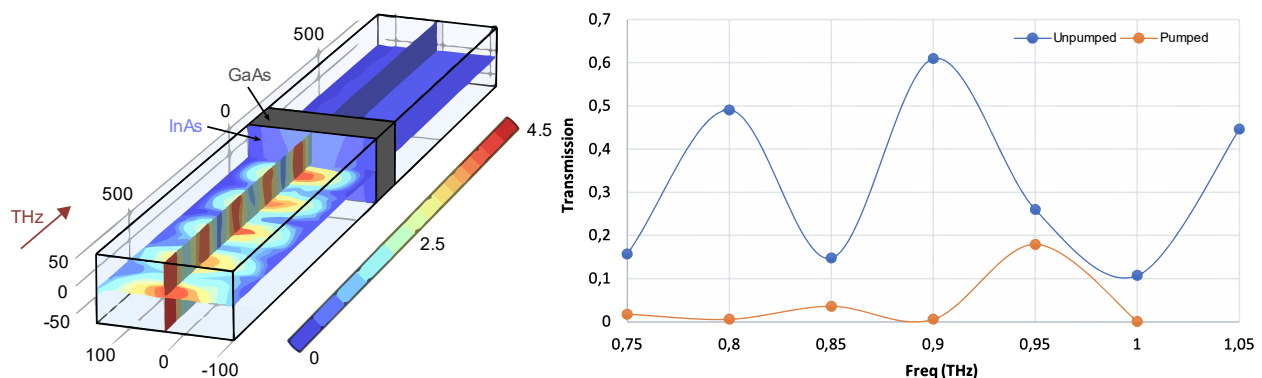 500
GaAs
0
InAs
500
THz
50
0
-50
100
0
-100
4.5
2.5
0
0,7
0,6
0,5
0,4
0,3
0,2
0,1
0
Transmission
Unpumped Pumped
0,75 0,8 0,85 0,9 0,95 1 1,05
Freq (THz)